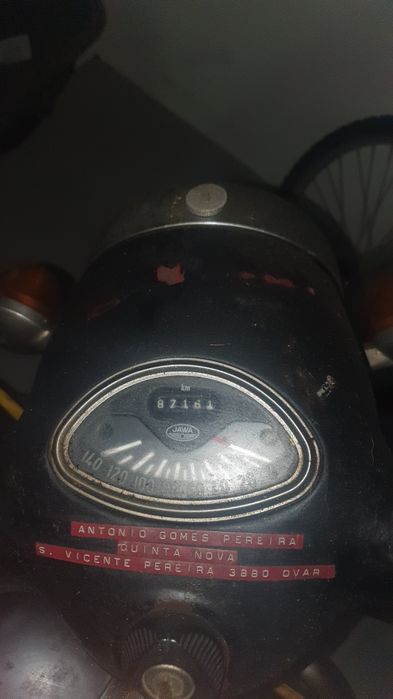 km
87161
JAWA
140 120 100
ANTONIO GOMES PEREIRA
QUINTA NOVA
S. VICENTE PEREIRA 3880 OVAR